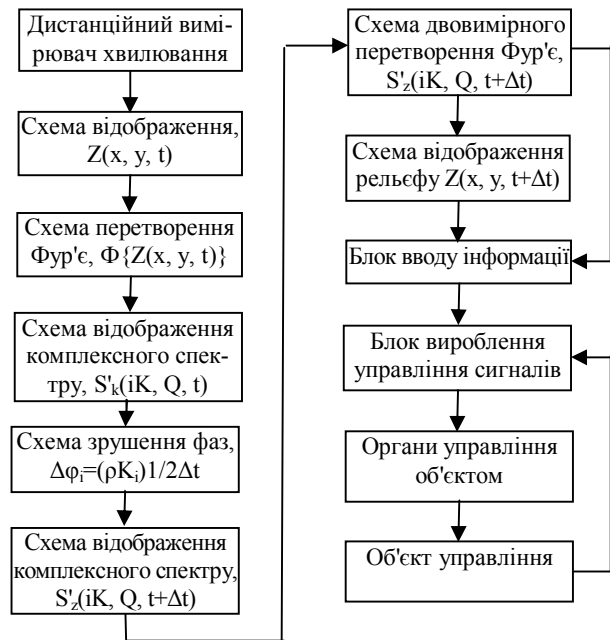 Дистанційний вимі-
рювач хвилювання
Схема відображення,
Z(x, y, t)
Схема перетворення
Фур'є, Φ{Z(x, y, t)}
Схема відображення
комплексного спек-
тру, S'k(iK, Q, t)
Схема зрушення фаз,
Δφi=(ρKi)1/2Δt
Схема відображення
комплексного спектру,
S'z(iK, Q, t+Δt)
Схема двовимірного
перетворення Фур'є,
S'z(iK, Q, t+Δt)
Схема відображення
рельєфу Z(x, y, t+Δt)
Блок вводу інформації
Блок вироблення
управління сигналів
Органи управління
об'єктом
Об'єкт управління